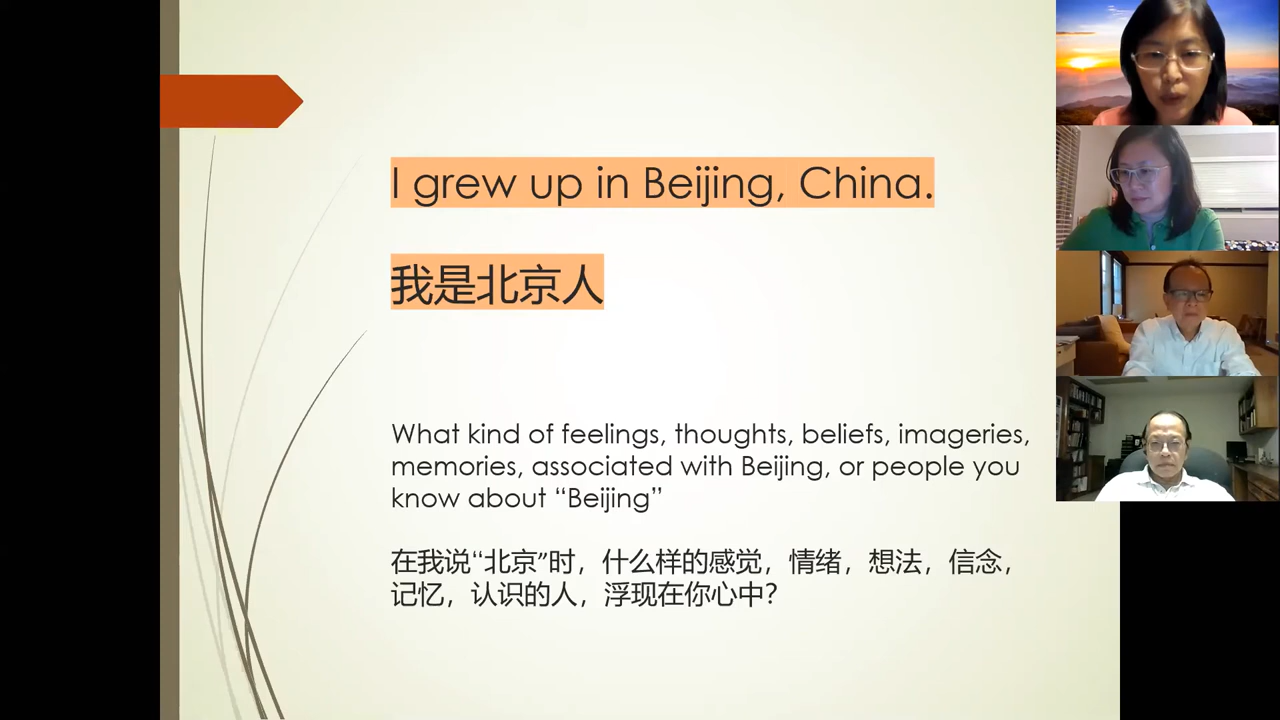 I grew up in Beijing, China.
我是北京人
What kind of feelings, thoughts, beliefs, imageries,
memories, associated with Beijing, or people you
know about “Beijing”
在我说“北京”时，什么样的感觉，情绪，想法，信念，
记忆，认识的人，浮现在你心中？